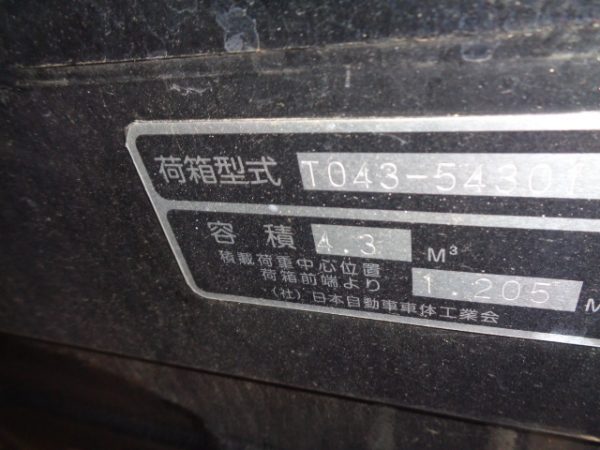 荷箱型式 T043-54301
容積 4.3 M³
積載荷重中心位置
荷箱前端より 1.205 M
(社)日本自動車車体工業会